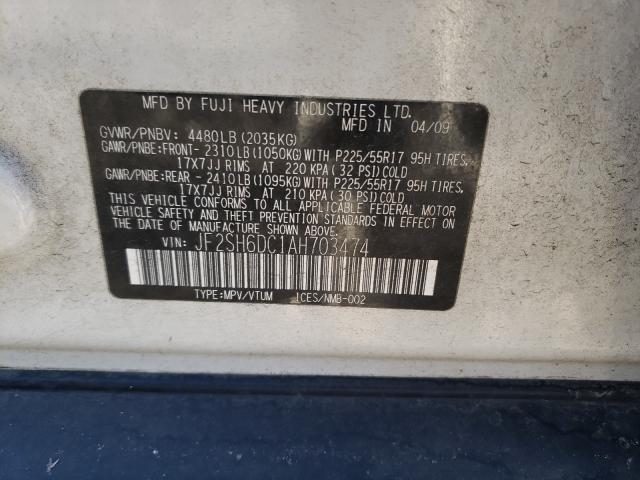 MFD BY FUJI HEAVY INDUSTRIES LTD.
MFD IN 04/09
GVWR/PNBV: 4480LB(2035KG)
GAWR/PNBE:FRONT- 2310LB(1050KG)WITH P225/55R17 95H TIRES,
17X7JJ RIMS AT 220 KPA(32 PSI)COLD
GAWR/PNBE:REAR - 2410LB(1095KG)WITH P225/55R17 95H TIRES,
17X7JJ RIMS AT 210 KPA(30 PSI)COLD
THIS VEHICLE CONFORMS TO ALL APPLICABLE FEDERAL MOTOR
VEHICLE SAFETY AND THEFT PREVENTION STANDARDS IN EFFECT ON
THE DATE OF MANUFACTURE SHOWN ABOVE.
VIN: JF2SH6DC1AH703474
TYPE:MPV/VTUM ICES/NMB-002